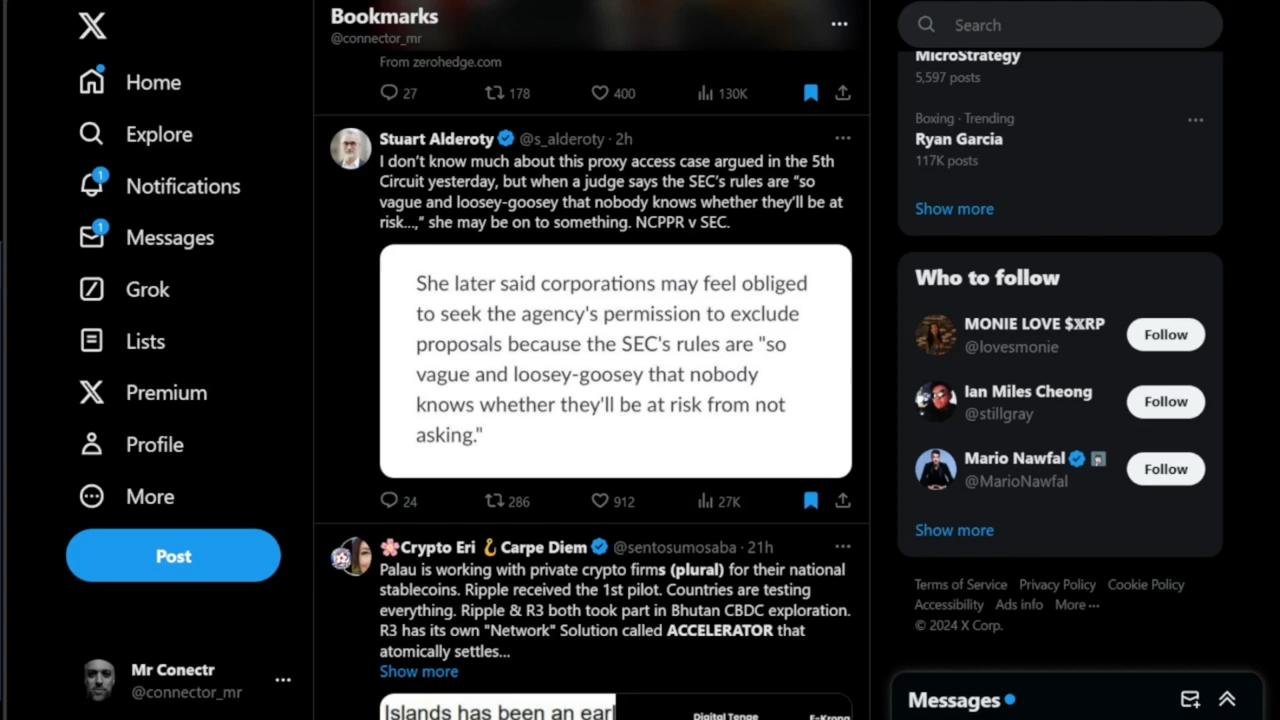 Home
Explore
1
Notifications
1
Messages
Grok
Lists
Premium
Profile
More
Post
Mr Conectr
@connector_mr
Bookmarks
@connector_mr
From zerohedge.com
27 178 400 130K
Stuart Alderoty @s_alderoty · 2h
I don't know much about this proxy access case argued in the 5th
Circuit yesterday, but when a judge says the SEC's rules are "so
vague and loosey-goosey that nobody knows whether they'll be at
risk...," she may be on to something. NCPPR v SEC.
She later said corporations may feel obliged
to seek the agency's permission to exclude
proposals because the SEC's rules are "so
vague and loosey-goosey that nobody
knows whether they'll be at risk from not
asking."
24 286 912 27K
🌸Crypto Eri 🪝Carpe Diem @sentosumosaba · 21h
Palau is working with private crypto firms (plural) for their national
stablecoins. Ripple received the 1st pilot. Countries are testing
everything. Ripple & R3 both took part in Bhutan CBDC exploration.
R3 has its own "Network" Solution called ACCELERATOR that
atomically settles...
Show more
Islands has been an earl
Digital Tenge
Search
MicroStrategy
5,597 posts
Boxing · Trending
Ryan Garcia
117K posts
Show more
Who to follow
MONIE LOVE $XRP
@lovesmonie
Follow
Ian Miles Cheong
@stillgray
Follow
Mario Nawfal
@MarioNawfal
Follow
Show more
Terms of Service Privacy Policy Cookie Policy
Accessibility Ads info More ···
© 2024 X Corp.
Messages